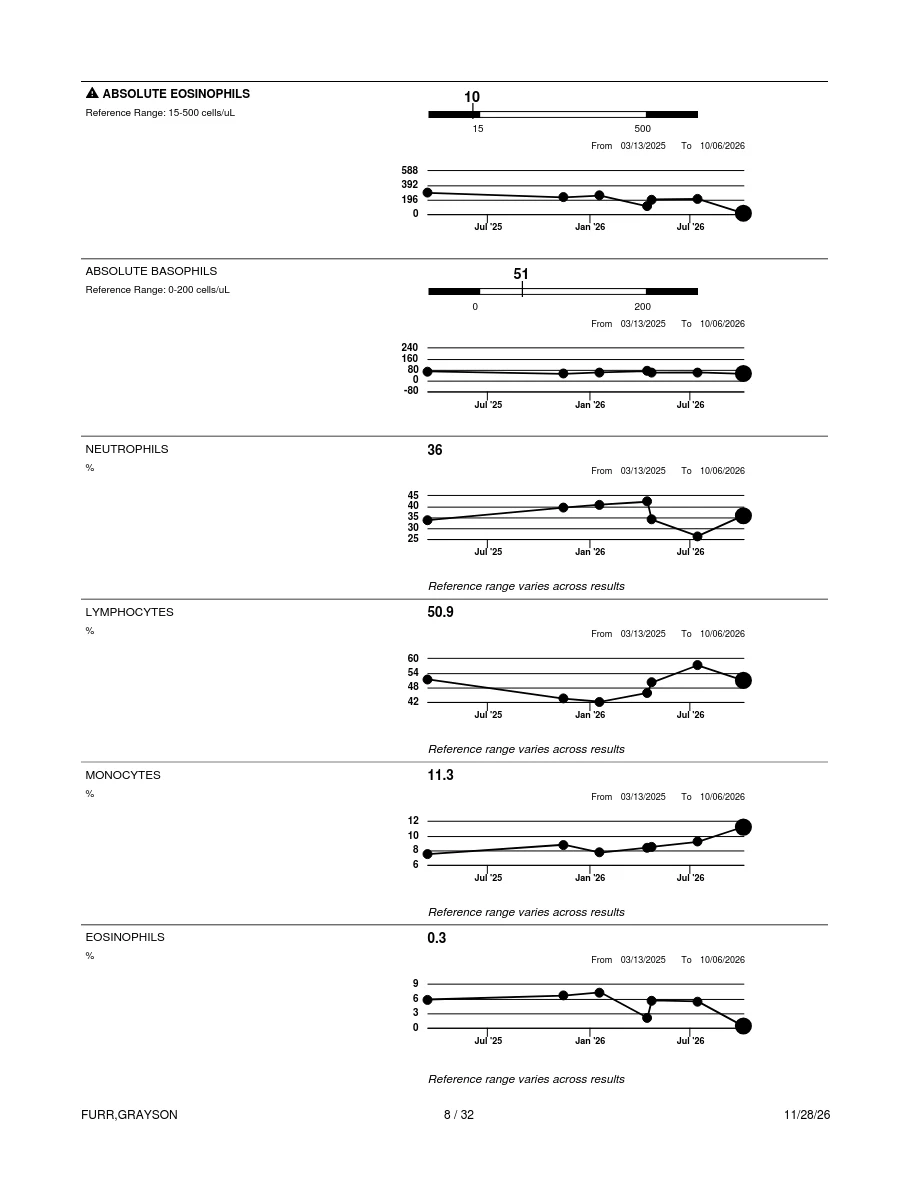 ABSOLUTE EOSINOPHILS
10
Reference Range: 15-500 cells/uL
15 500
From 03/13/2025 To 10/06/2026
588
392
196
0
Jul '25 Jan '26 Jul '26
ABSOLUTE BASOPHILS
51
Reference Range: 0-200 cells/uL
0 200
From 03/13/2025 To 10/06/2026
240
160
80
0
-80
Jul '25 Jan '26 Jul '26
NEUTROPHILS 36
%
From 03/13/2025 To 10/06/2026
45
40
35
30
25
Jul '25 Jan '26 Jul '26
Reference range varies across results
LYMPHOCYTES 50.9
%
From 03/13/2025 To 10/06/2026
60
54
48
42
Jul '25 Jan '26 Jul '26
Reference range varies across results
MONOCYTES 11.3
%
From 03/13/2025 To 10/06/2026
12
10
8
6
Jul '25 Jan '26 Jul '26
Reference range varies across results
EOSINOPHILS 0.3
%
From 03/13/2025 To 10/06/2026
9
6
3
0
Jul '25 Jan '26 Jul '26
Reference range varies across results
FURR,GRAYSON 8 / 32 11/28/26